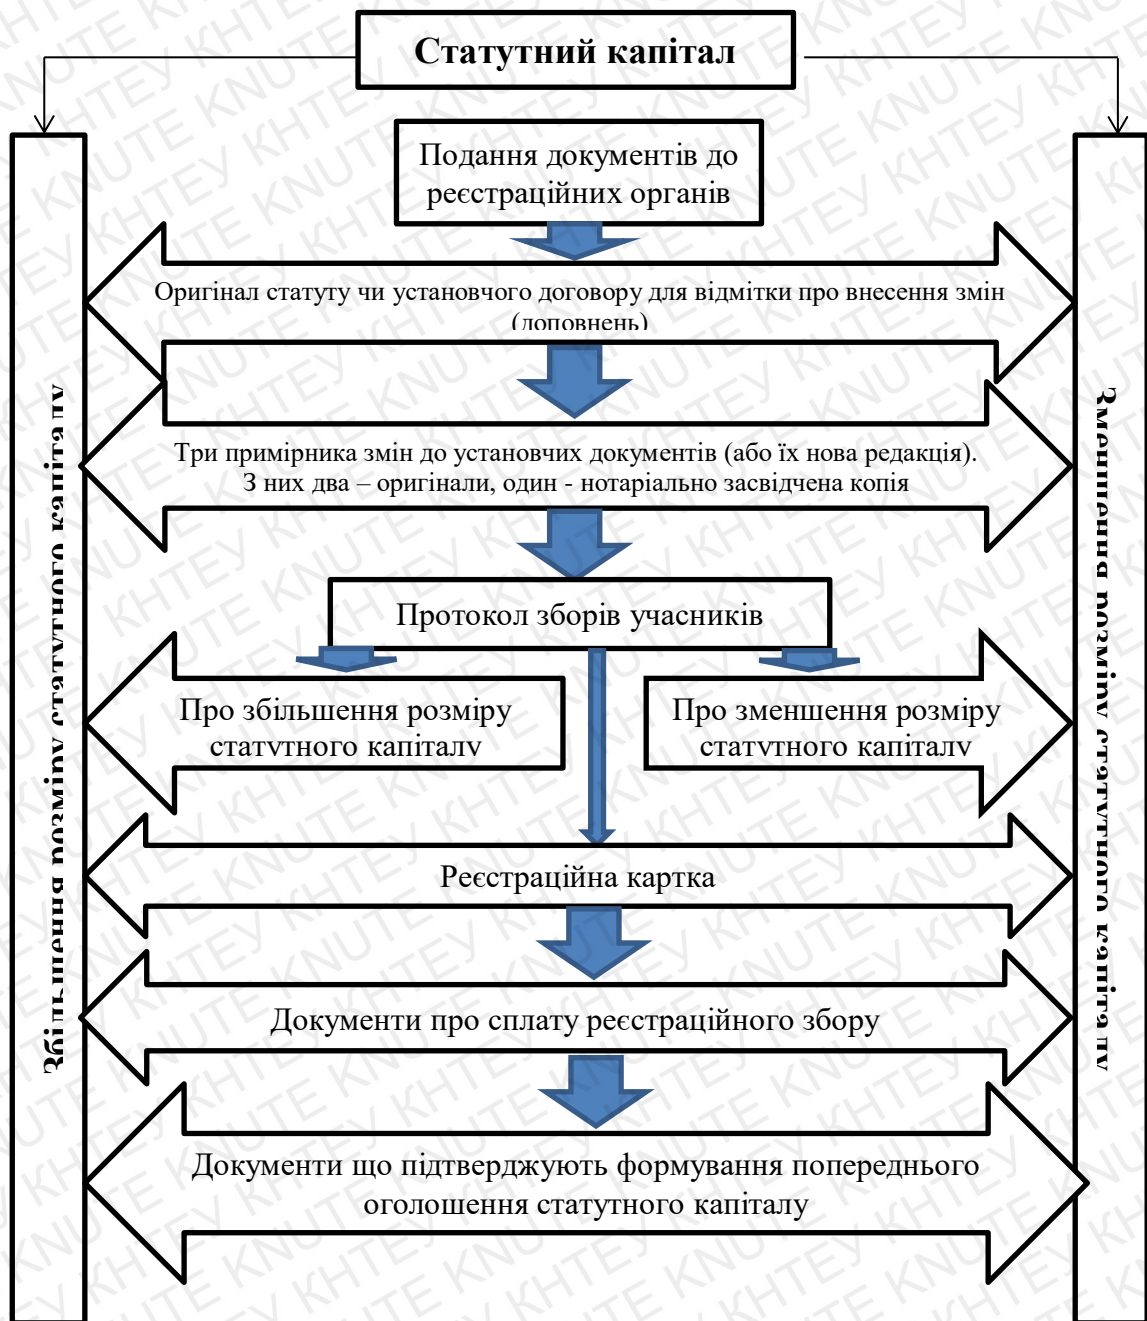 Статутний капітал
Подання документів до
реєстраційних органів
Оригінал статуту чи установчого договору для відмітки про внесення змін
(доповнень)
Три примірника змін до установчих документів (або їх нова редакція).
З них два – оригінали, один - нотаріально засвідчена копія
Протокол зборів учасників
Про збільшення розміру
статутного капіталу
Про зменшення розміру
статутного капіталу
Реєстраційна картка
Документи про сплату реєстраційного збору
Документи що підтверджують формування попереднього
оголошення статутного капіталу
Збільшення розміру статутного капіталу
Зменшення розміру статутного капіталу
КНТЕУ KNUTE